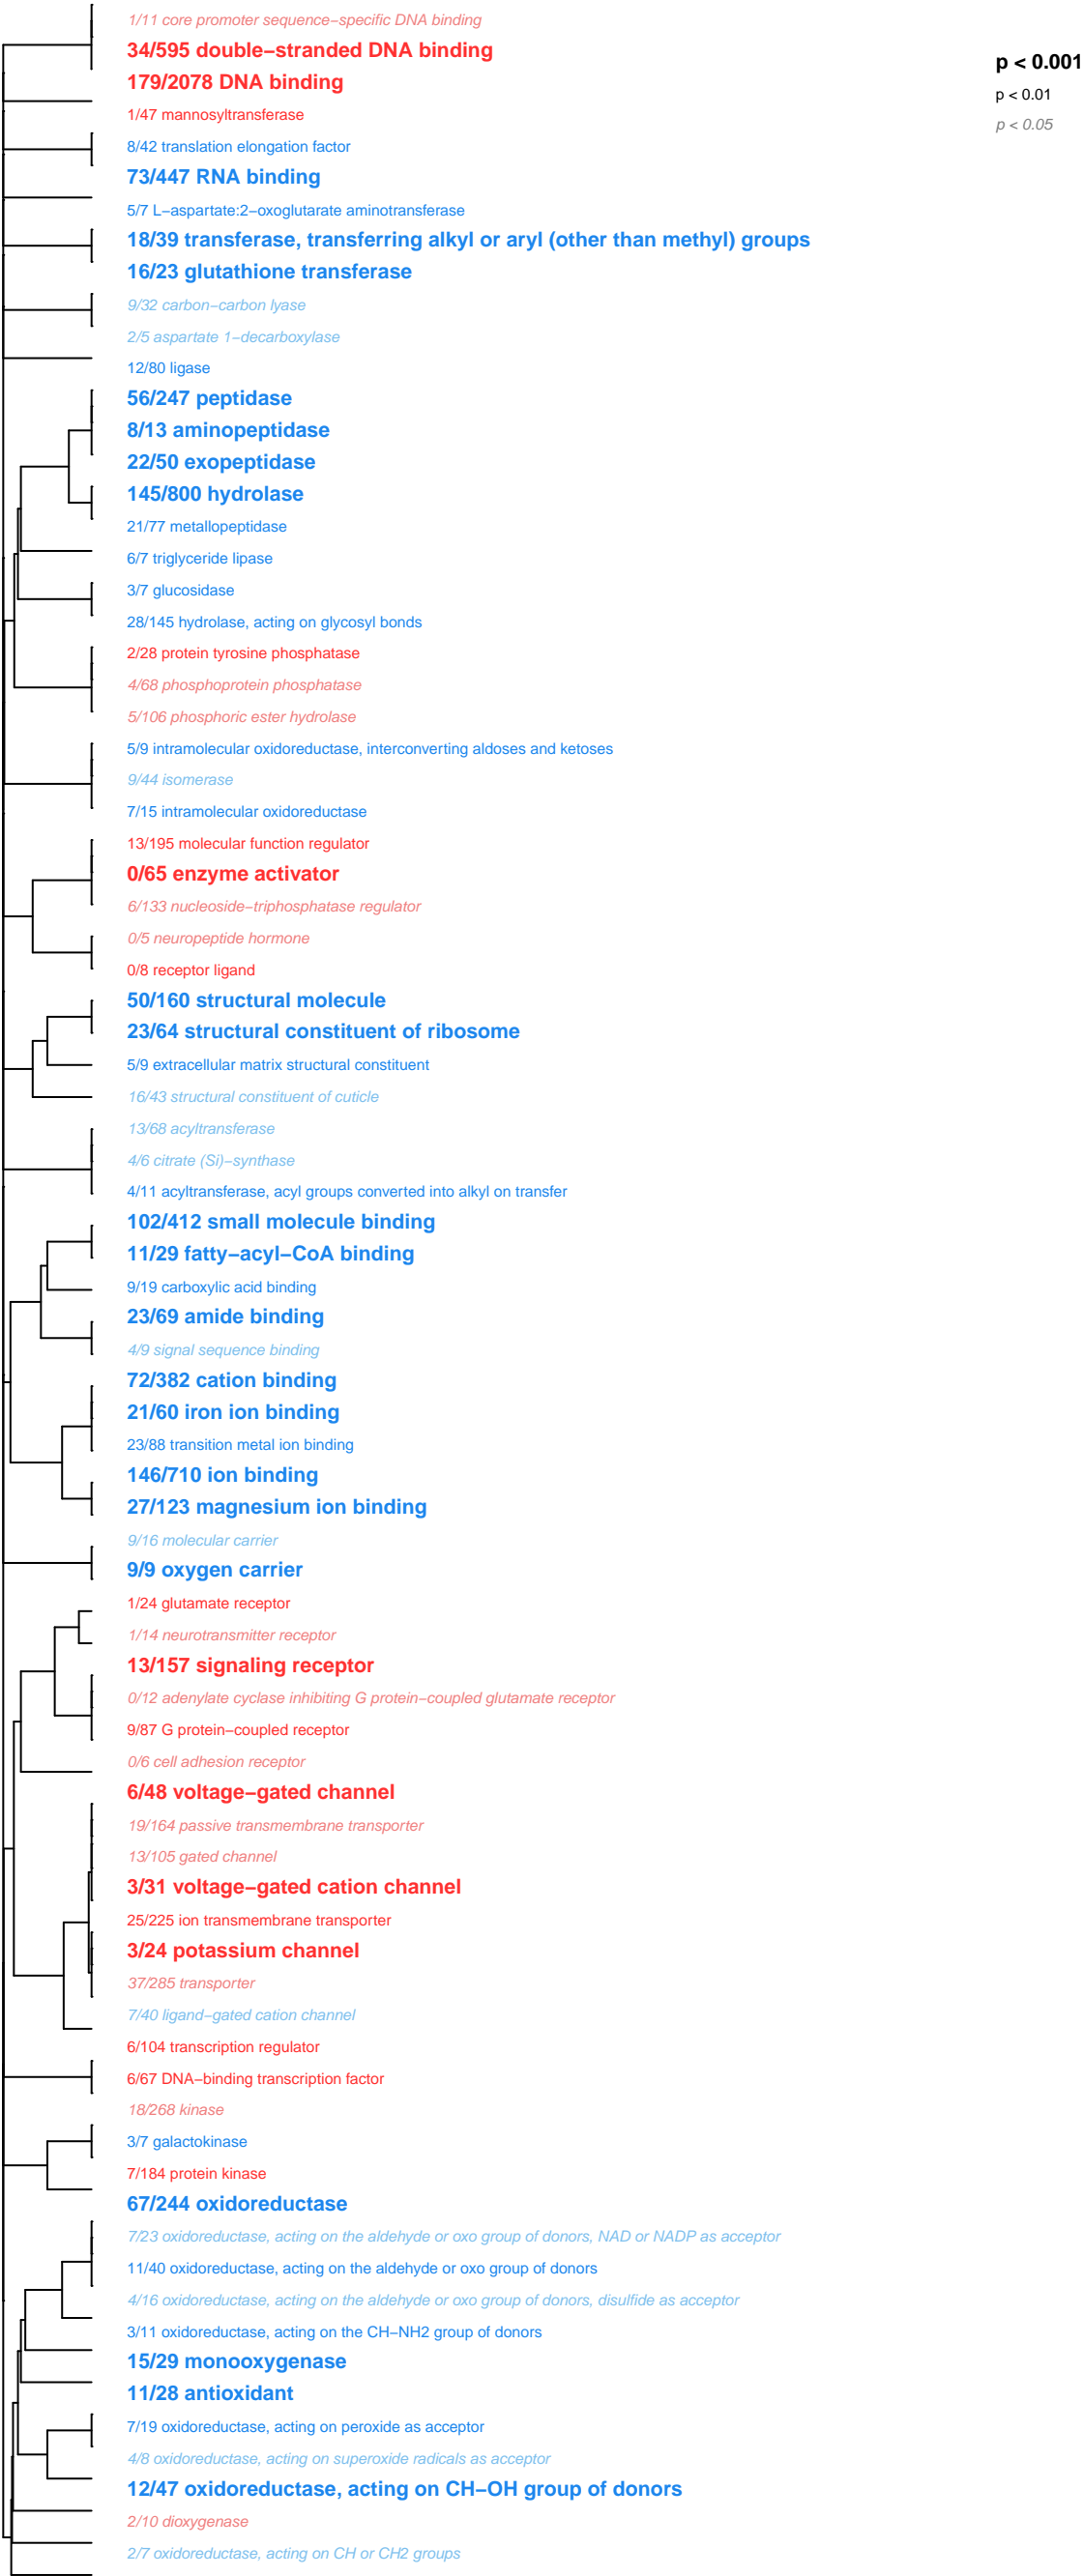 1/11 core promoter sequence−specific DNA binding
34/595 double−stranded DNA binding
p < 0.001
179/2078 DNA binding
p < 0.01
1/47 mannosyltransferase
p < 0.05
8/42 translation elongation factor
73/447 RNA binding
5/7 L−aspartate:2−oxoglutarate aminotransferase
18/39 transferase, transferring alkyl or aryl (other than methyl) groups
16/23 glutathione transferase
9/32 carbon−carbon lyase
2/5 aspartate 1−decarboxylase
12/80 ligase
56/247 peptidase
8/13 aminopeptidase
22/50 exopeptidase
145/800 hydrolase
21/77 metallopeptidase
6/7 triglyceride lipase
3/7 glucosidase
28/145 hydrolase, acting on glycosyl bonds
2/28 protein tyrosine phosphatase
4/68 phosphoprotein phosphatase
5/106 phosphoric ester hydrolase
5/9 intramolecular oxidoreductase, interconverting aldoses and ketoses
9/44 isomerase
7/15 intramolecular oxidoreductase
13/195 molecular function regulator
0/65 enzyme activator
6/133 nucleoside−triphosphatase regulator
0/5 neuropeptide hormone
0/8 receptor ligand
50/160 structural molecule
23/64 structural constituent of ribosome
5/9 extracellular matrix structural constituent
16/43 structural constituent of cuticle
13/68 acyltransferase
4/6 citrate (Si)−synthase
4/11 acyltransferase, acyl groups converted into alkyl on transfer
102/412 small molecule binding
11/29 fatty−acyl−CoA binding
9/19 carboxylic acid binding
23/69 amide binding
4/9 signal sequence binding
72/382 cation binding
21/60 iron ion binding
23/88 transition metal ion binding
146/710 ion binding
27/123 magnesium ion binding
9/16 molecular carrier
9/9 oxygen carrier
1/24 glutamate receptor
1/14 neurotransmitter receptor
13/157 signaling receptor
0/12 adenylate cyclase inhibiting G protein−coupled glutamate receptor
9/87 G protein−coupled receptor
0/6 cell adhesion receptor
6/48 voltage−gated channel
19/164 passive transmembrane transporter
13/105 gated channel
3/31 voltage−gated cation channel
25/225 ion transmembrane transporter
3/24 potassium channel
37/285 transporter
7/40 ligand−gated cation channel
6/104 transcription regulator
6/67 DNA−binding transcription factor
18/268 kinase
3/7 galactokinase
7/184 protein kinase
67/244 oxidoreductase
7/23 oxidoreductase, acting on the aldehyde or oxo group of donors, NAD or NADP as acceptor
11/40 oxidoreductase, acting on the aldehyde or oxo group of donors
4/16 oxidoreductase, acting on the aldehyde or oxo group of donors, disulfide as acceptor
3/11 oxidoreductase, acting on the CH−NH2 group of donors
15/29 monooxygenase
11/28 antioxidant
7/19 oxidoreductase, acting on peroxide as acceptor
4/8 oxidoreductase, acting on superoxide radicals as acceptor
12/47 oxidoreductase, acting on CH−OH group of donors
2/10 dioxygenase
2/7 oxidoreductase, acting on CH or CH2 groups